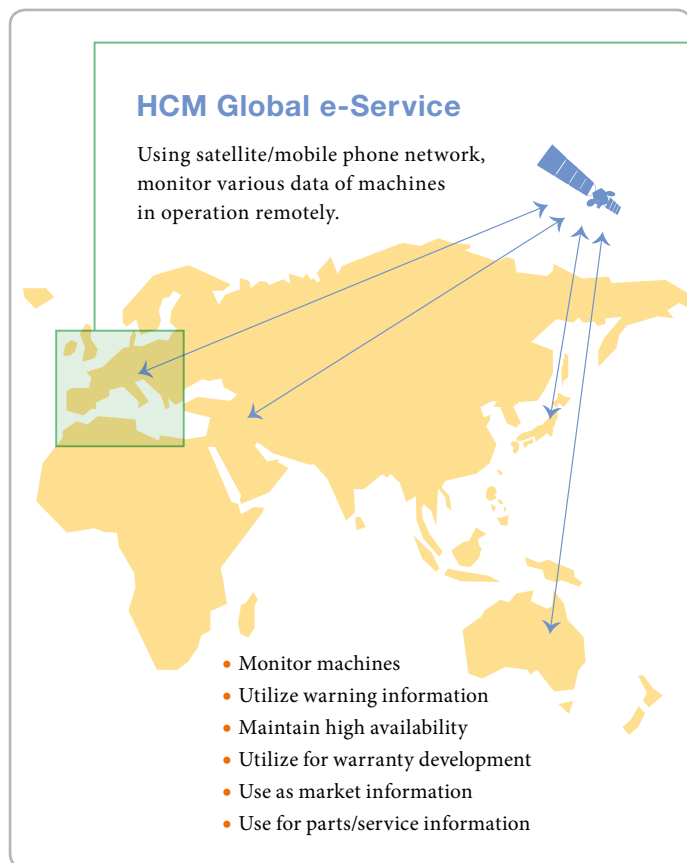 HCM Global e-Service
Using satellite/mobile phone network,
monitor various data of machines
in operation remotely.
• Monitor machines
• Utilize warning information
• Maintain high availability
• Utilize for warranty development
• Use as market information
• Use for parts/service information